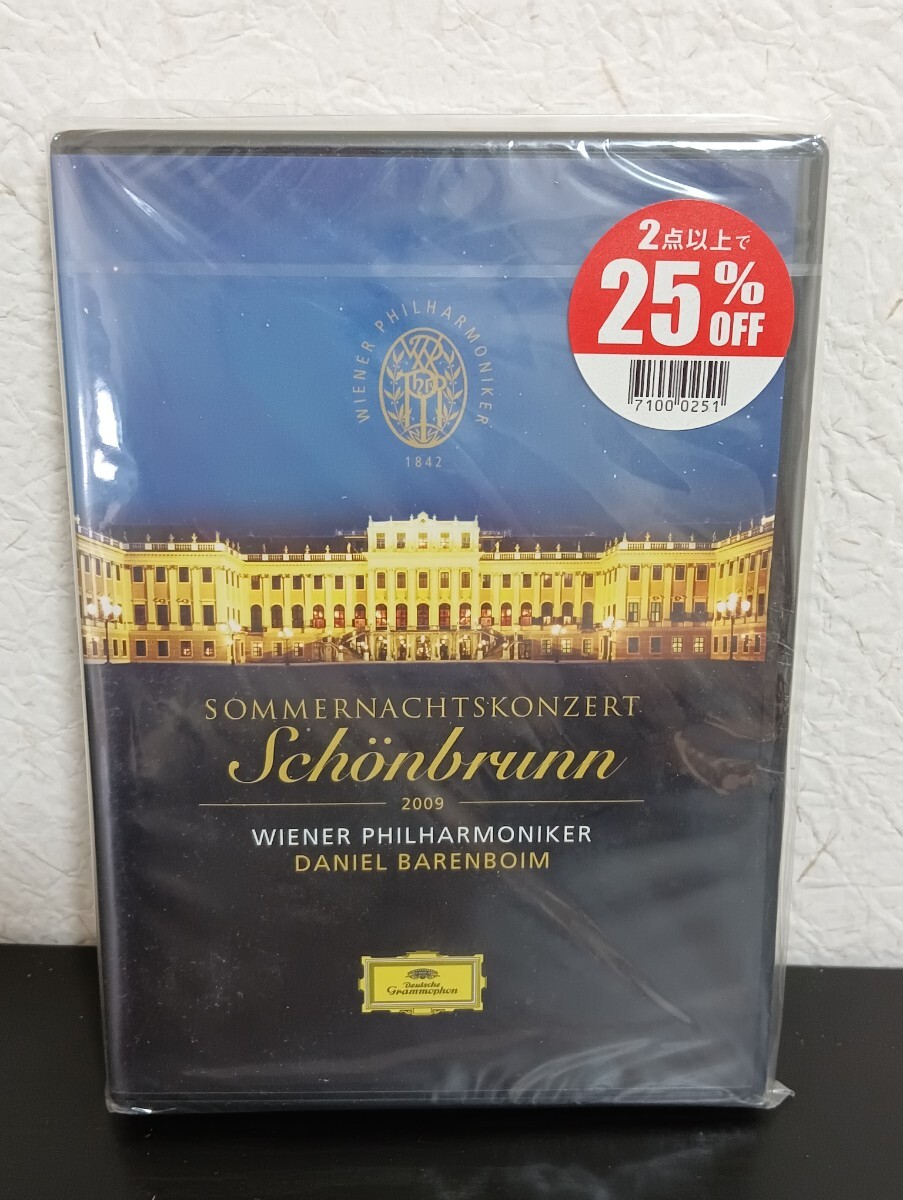 2点以上で
25%
OFF
7100 0251
WIENER PHILHARMONIKER
1842
SOMMERNACHTSKONZERT
Schönbrunn
2009
WIENER PHILHARMONIKER
DANIEL BARENBOIM
Deutsche
Grammophon